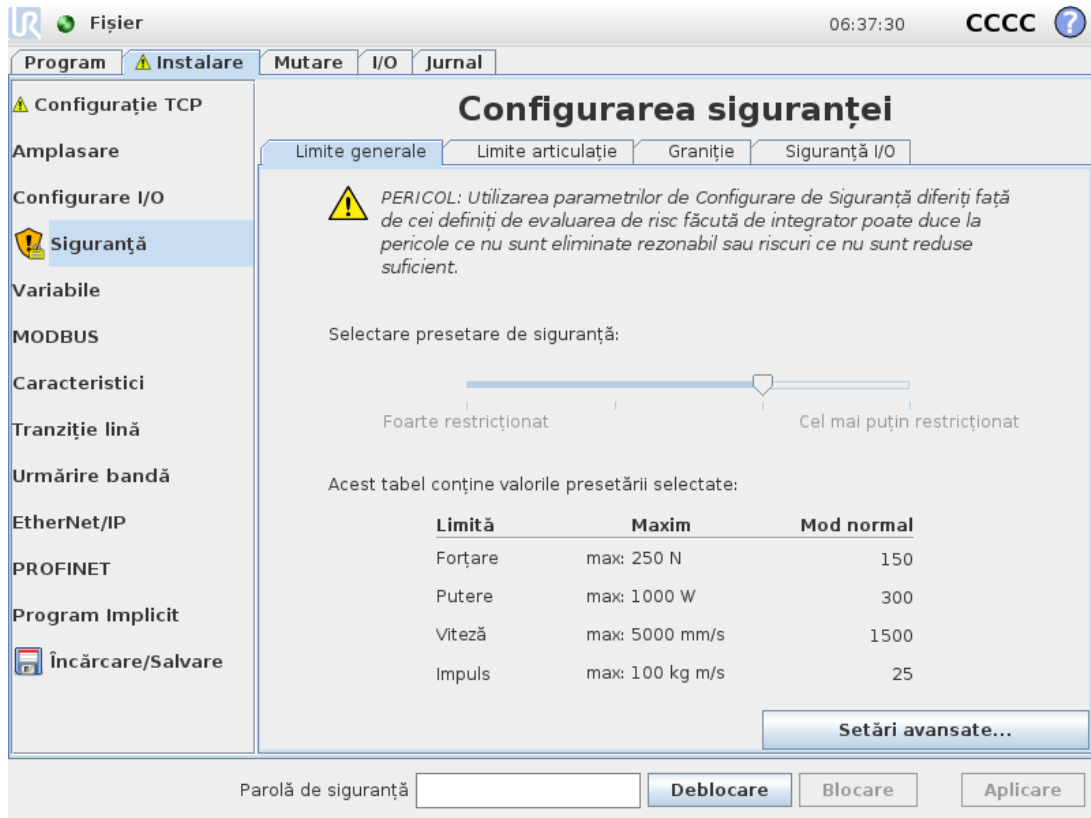 UR Fișier 06:37:30 CCCC ?
Program Instalare Mutare I/O Jurnal
Configurație TCP
Amplasare
Configurare I/O
Siguranță
Variabile
MODBUS
Caracteristici
Tranziție lină
Urmărire bandă
EtherNet/IP
PROFINET
Program Implicit
Încărcare/Salvare
Configurarea siguranței
Limite generale Limite articulație Graniție Siguranță I/O
PERICOL: Utilizarea parametrilor de Configurare de Siguranță diferiți față
de cei definiți de evaluarea de risc făcută de integrator poate duce la
pericole ce nu sunt eliminate rezonabil sau riscuri ce nu sunt reduse
suficient.
Selectare presetare de siguranță:
Foarte restricționat Cel mai puțin restricționat
Acest tabel conține valorile presetării selectate:
Limită Maxim Mod normal
Forțare max: 250 N 150
Putere max: 1000 W 300
Viteză max: 5000 mm/s 1500
Impuls max: 100 kg m/s 25
Setări avansate...
Parolă de siguranță Deblocare Blocare Aplicare